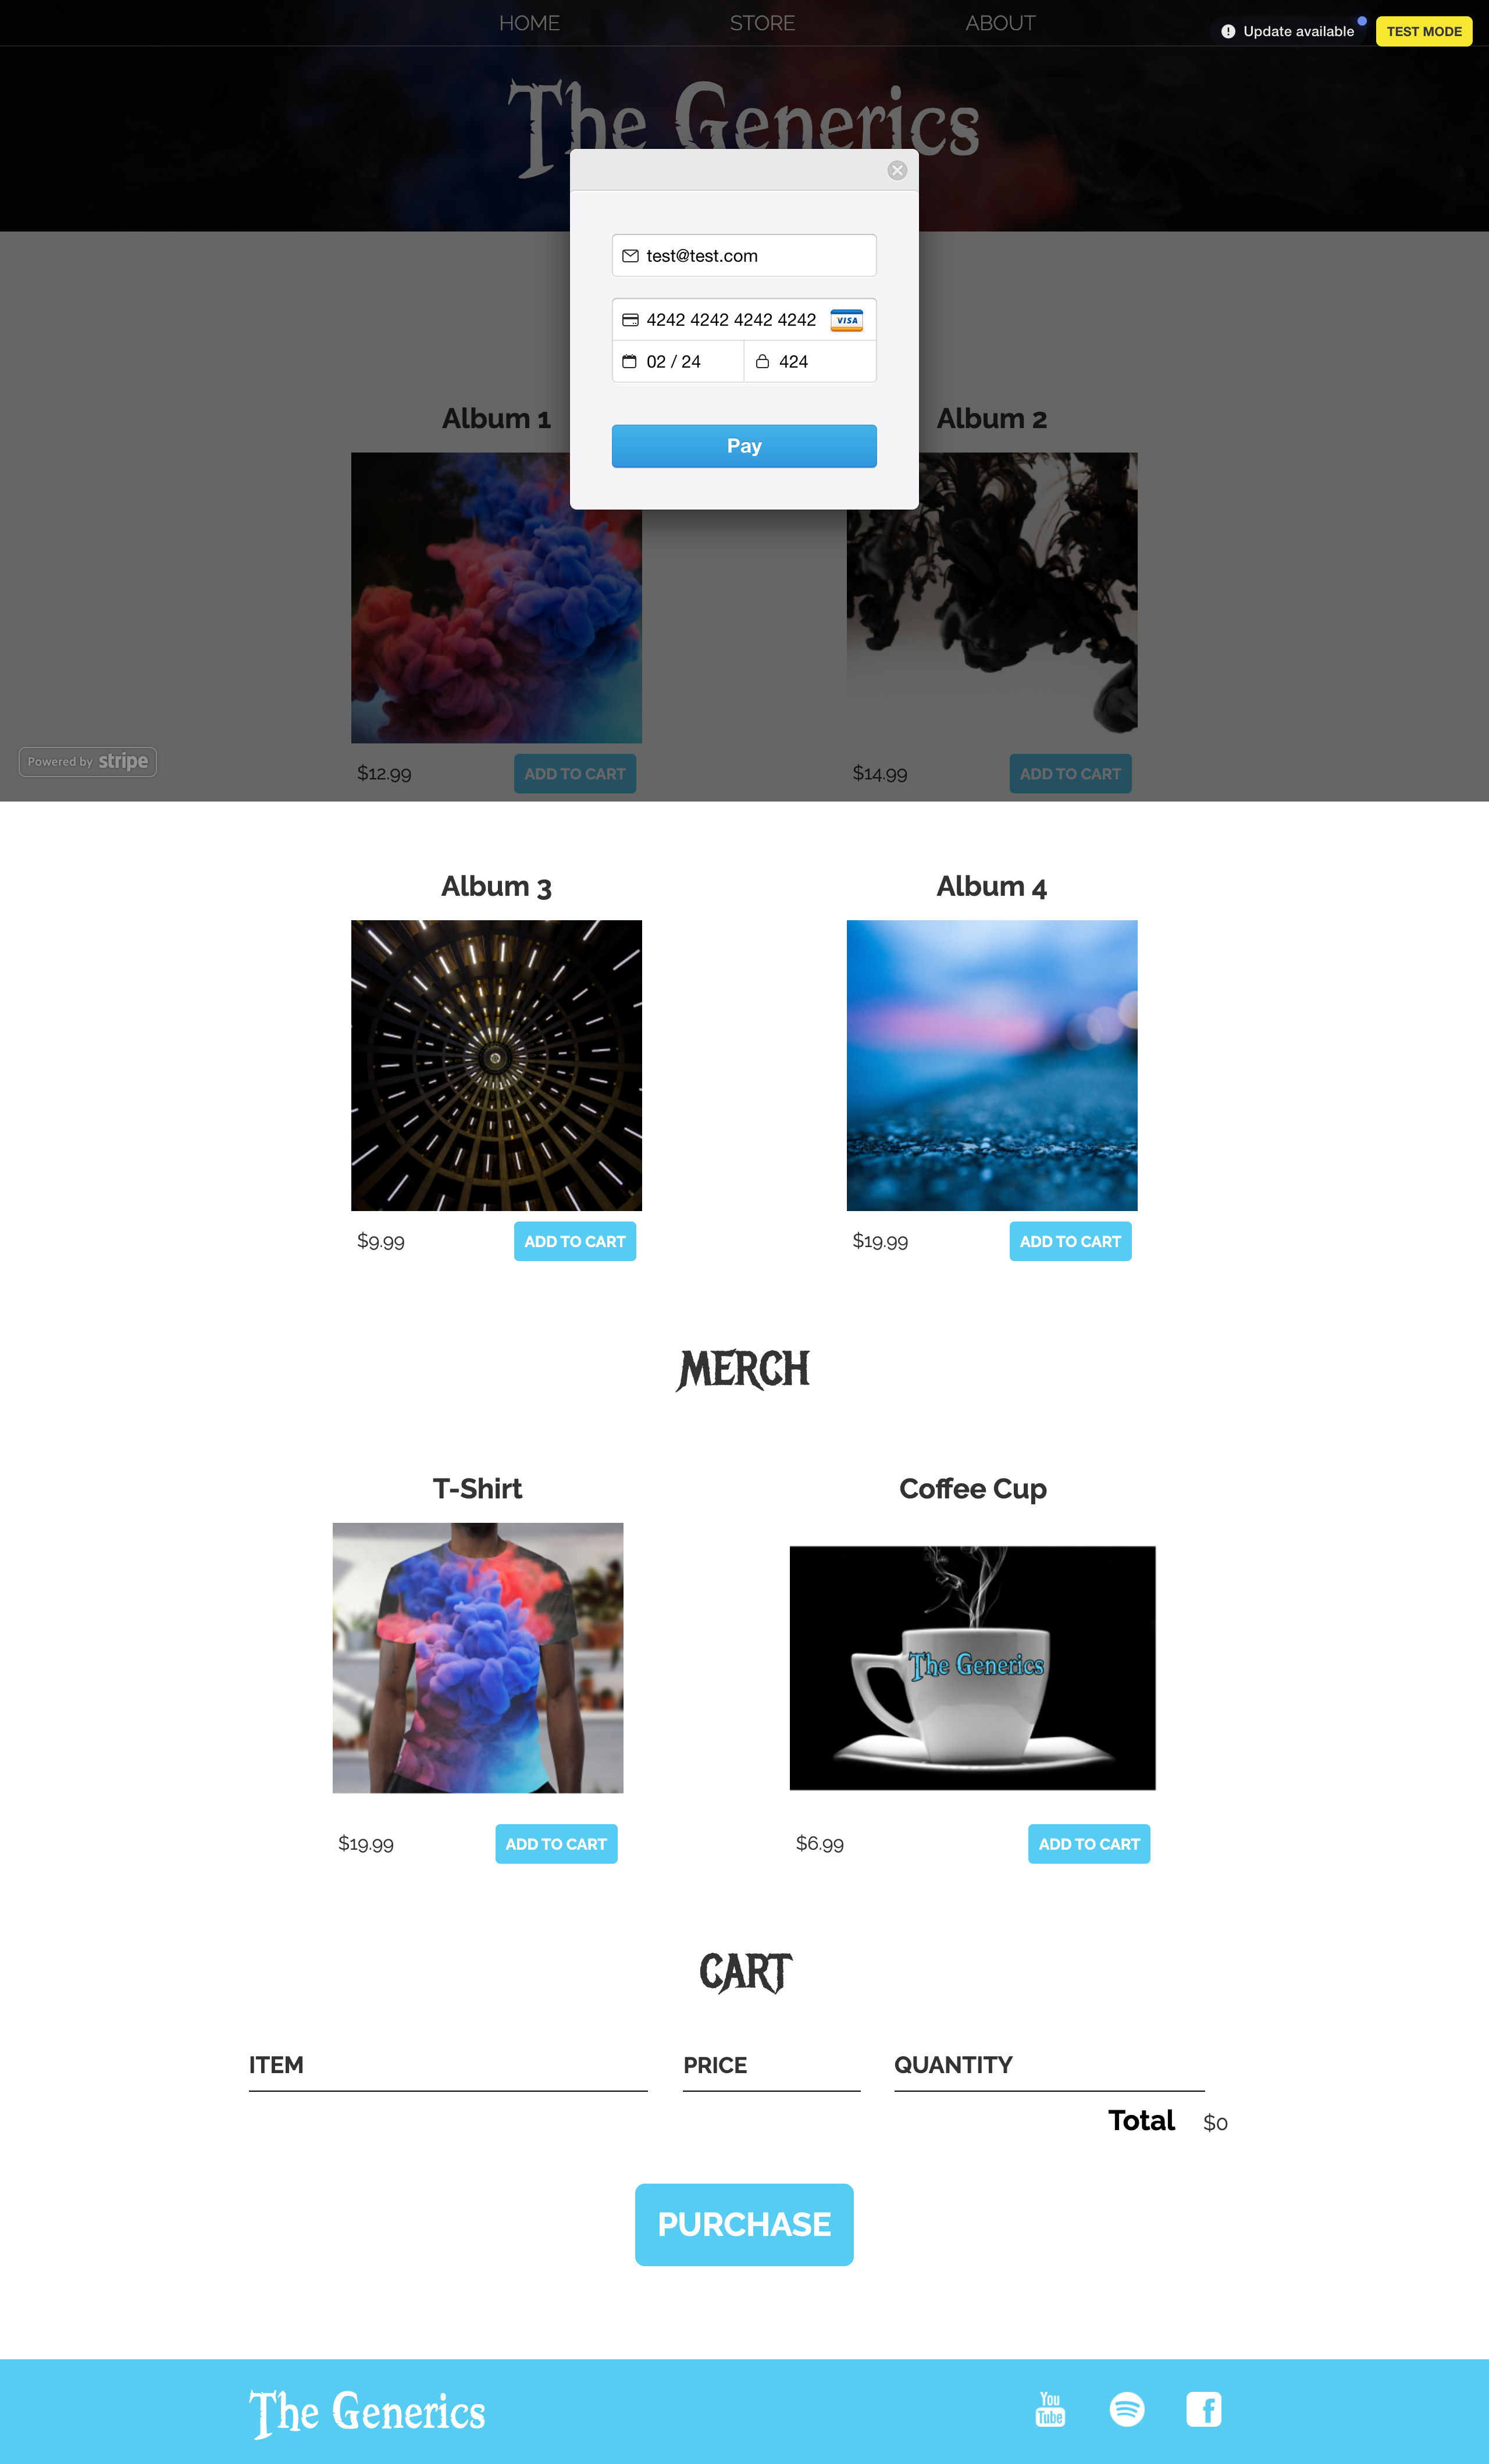 HOME STORE ABOUT
Update available
TEST MODE
The Generics
test@test.com
4242 4242 4242 4242 VISA
02 / 24 424
Pay
Album 1 Album 2
Powered by stripe
$12.99 ADD TO CART $14.99 ADD TO CART
Album 3 Album 4
$9.99 ADD TO CART $19.99 ADD TO CART
MERCH
T-Shirt Coffee Cup
The Generics
$19.99 ADD TO CART $6.99 ADD TO CART
CART
ITEM PRICE QUANTITY
Total $0
PURCHASE
The Generics
You
Tube